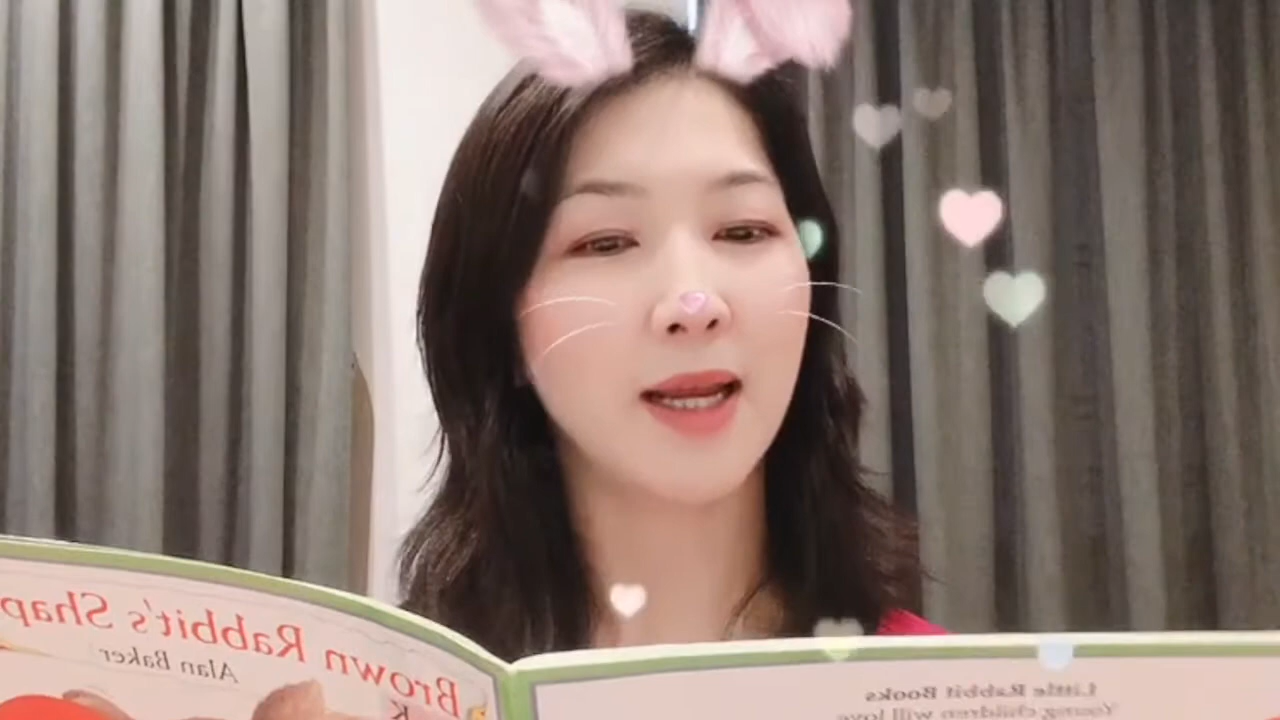 Brown Rabbit's Shap
Alan Baker
K
Little Rabbit Books
Young children will love